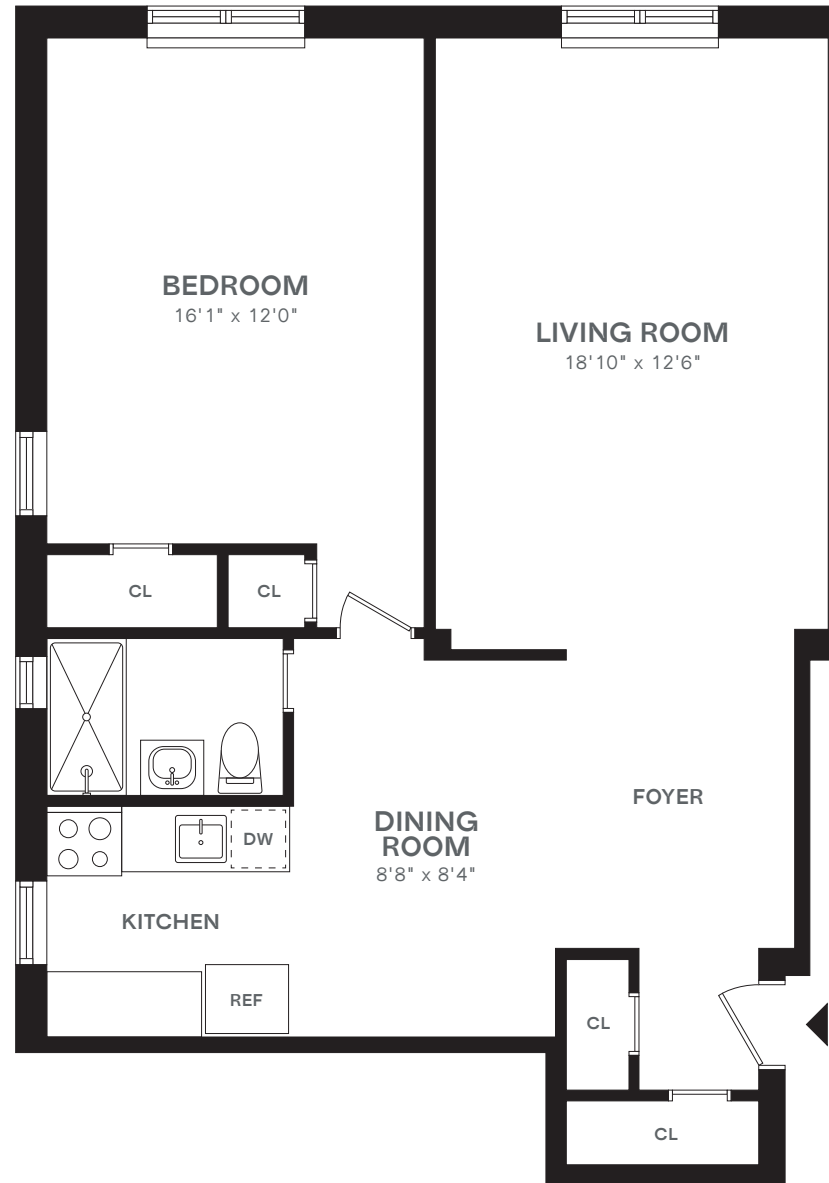 BEDROOM
16'1" x 12'0"
LIVING ROOM
18'10" x 12'6"
CL
CL
FOYER
DINING
ROOM
8'8" x 8'4"
DW
KITCHEN
REF
CL
CL